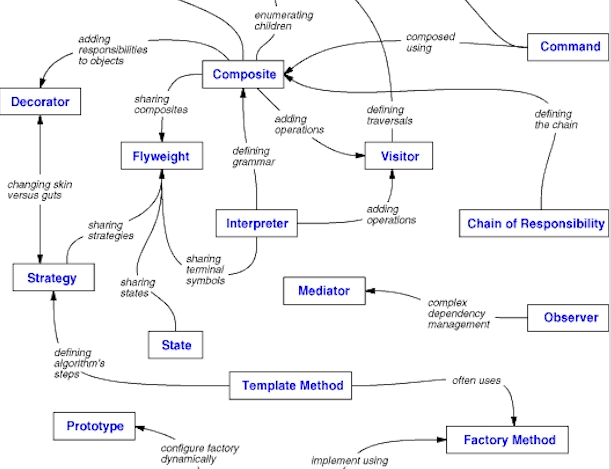 enumerating
children
adding
responsibilities
to objects
composed
using
Command
Composite
Decorator
sharing
composites
adding
operations
defining
traversals
defining
the chain
defining
grammar
Flyweight
Visitor
changing skin
versus guts
sharing
strategies
Interpreter
adding
operations
Chain of Responsibility
sharing
terminal
symbols
Strategy
sharing
states
Mediator
complex
dependency
management
Observer
State
defining
algorithm's
steps
Template Method
often uses
Prototype
Factory Method
configure factory
dynamically
implement using